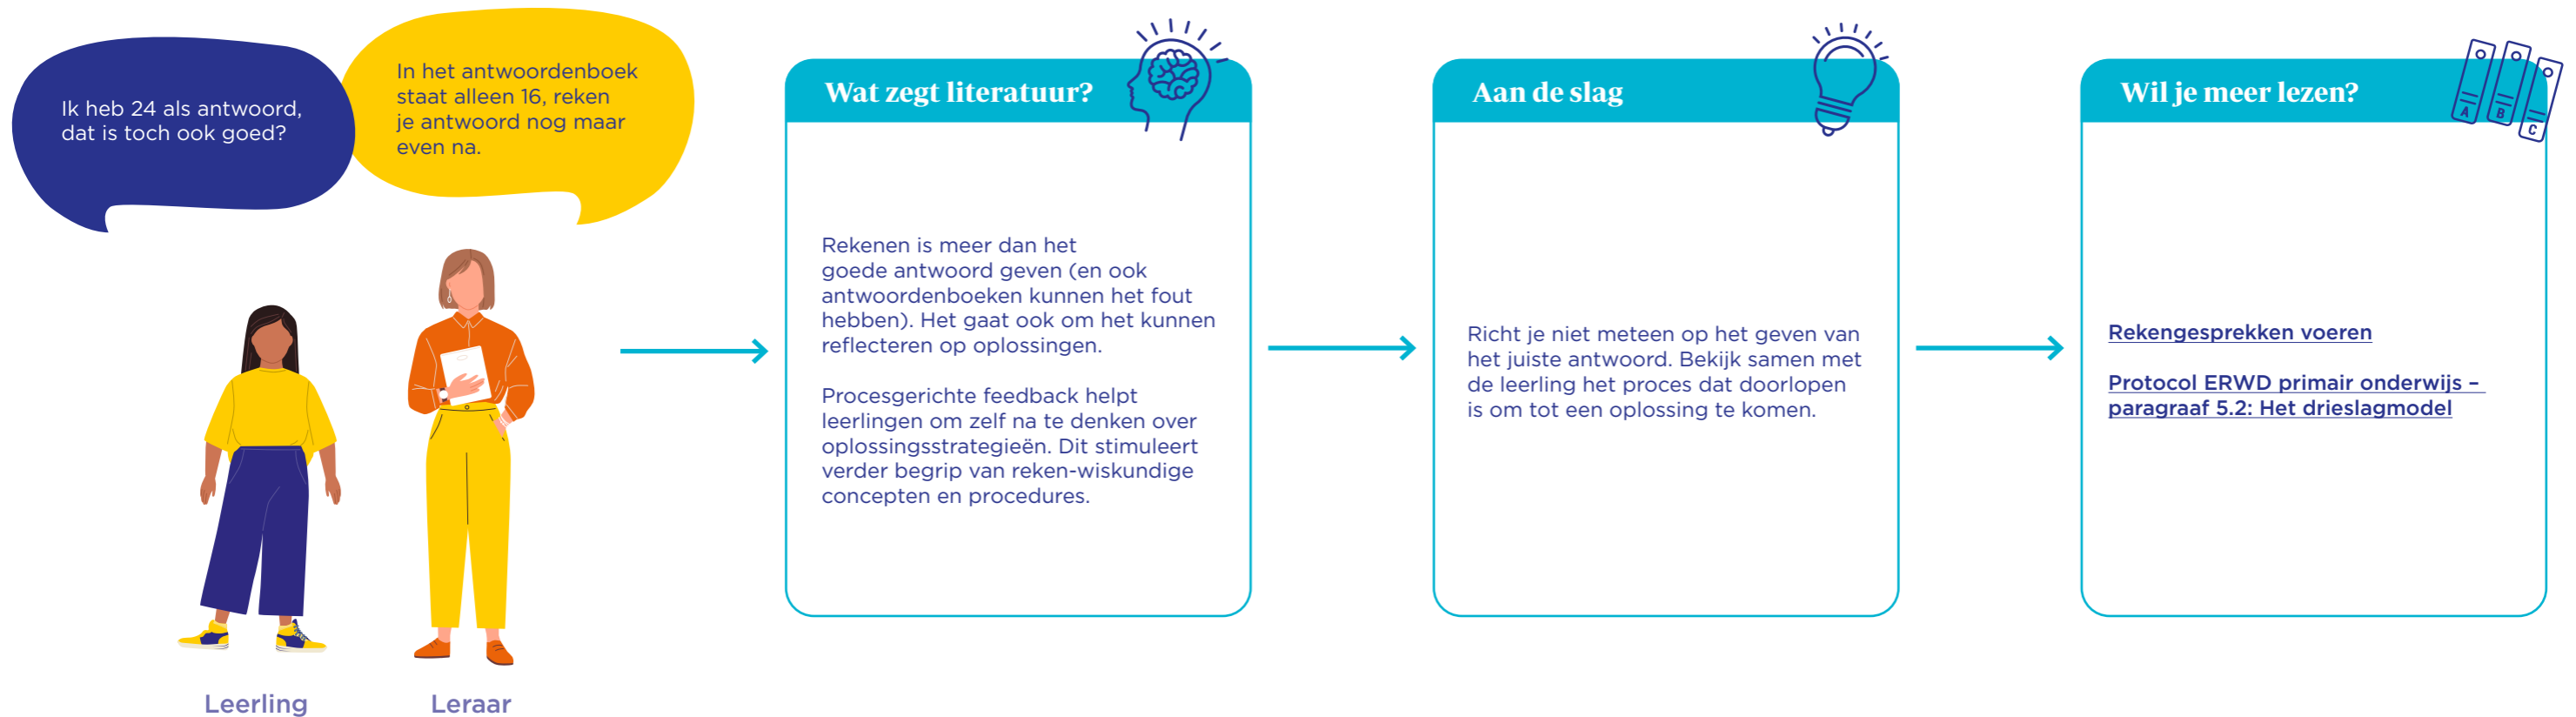 Ik heb 24 als antwoord,
dat is toch ook goed?
In het antwoordenboek
staat alleen 16, reken
je antwoord nog maar
even na.
Leerling
Leraar
Wat zegt literatuur?
Rekenen is meer dan het
goede antwoord geven (en ook
antwoordenboeken kunnen het fout
hebben). Het gaat ook om het kunnen
reflecteren op oplossingen.
Procesgerichte feedback helpt
leerlingen om zelf na te denken over
oplossingsstrategieën. Dit stimuleert
verder begrip van reken-wiskundige
concepten en procedures.
Aan de slag
Richt je niet meteen op het geven van
het juiste antwoord. Bekijk samen met
de leerling het proces dat doorlopen
is om tot een oplossing te komen.
Wil je meer lezen?
A
B
C
Rekengesprekken voeren
Protocol ERWD primair onderwijs –
paragraaf 5.2: Het drieslagmodel